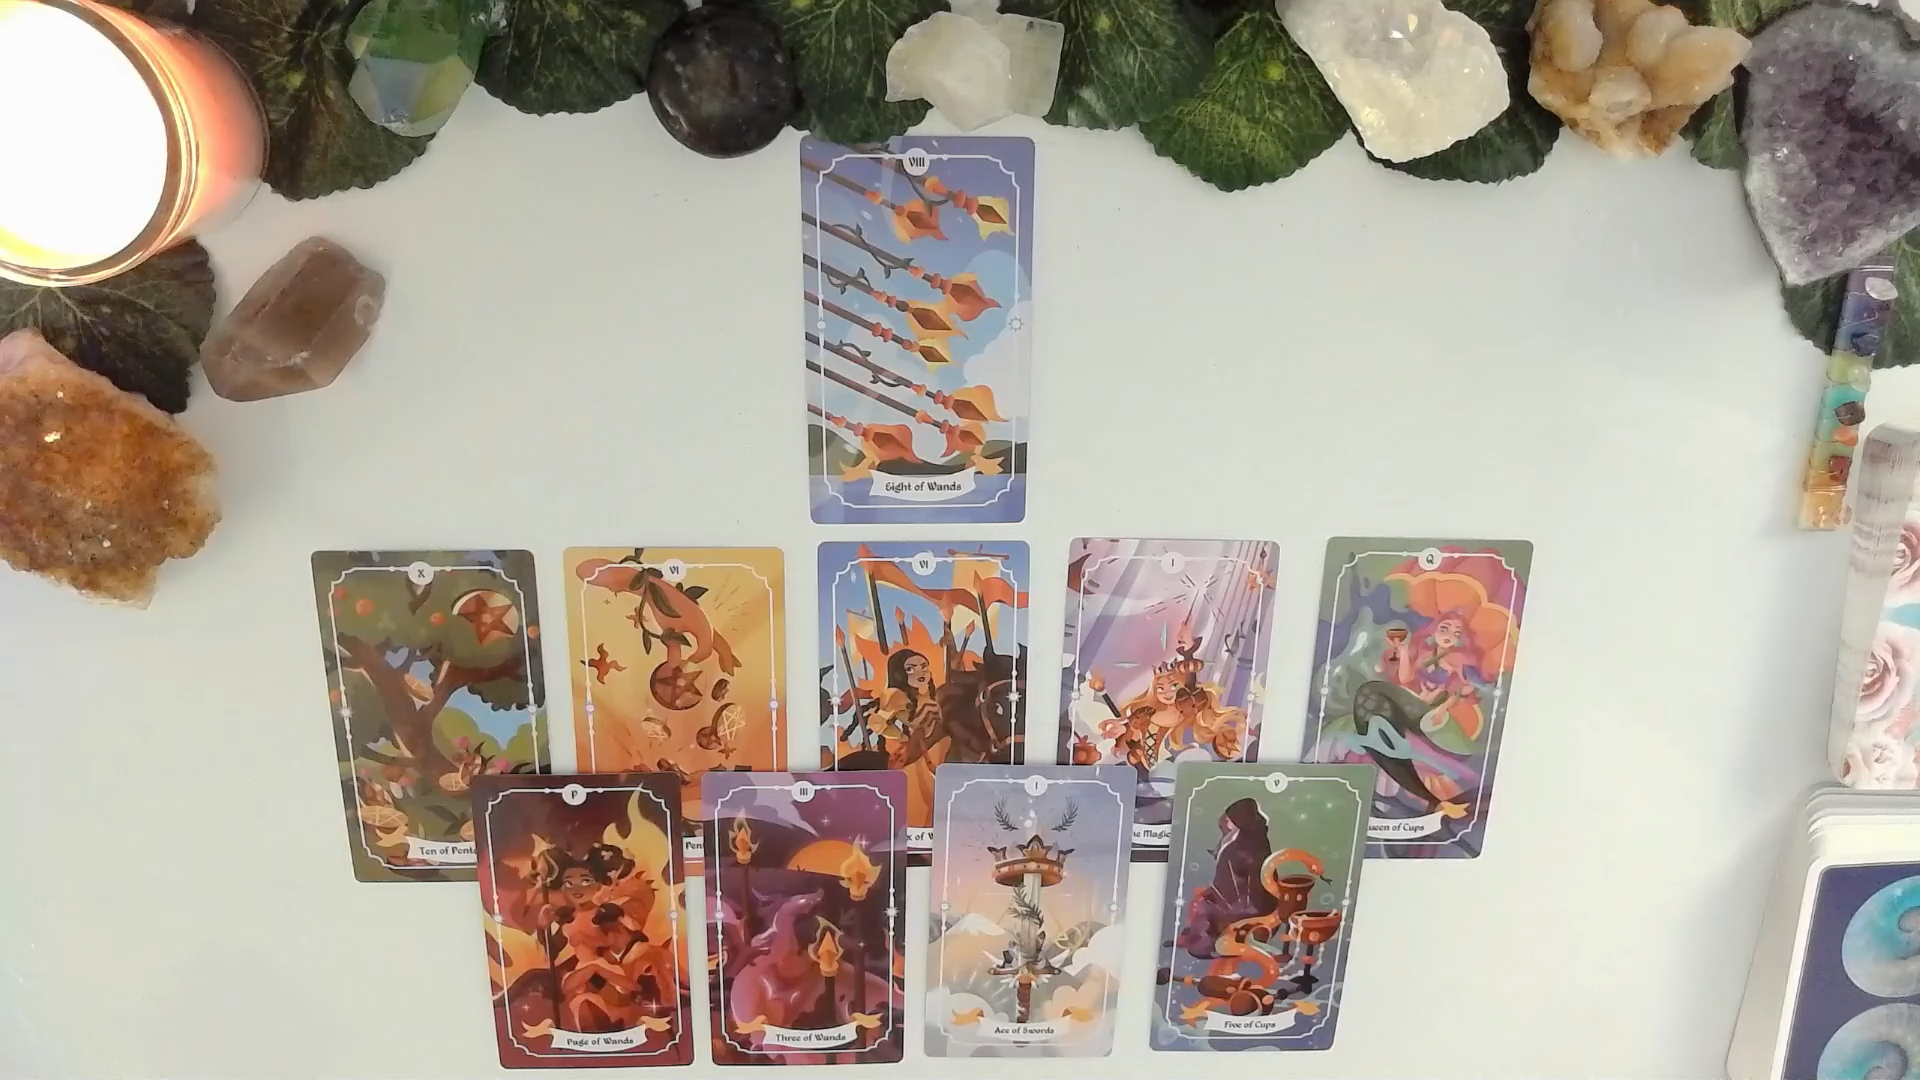 VIII
Eight of Wands
X
VI
VI
I
Q
Ten of Penta
Pent
x of W
he Magic
ueen of Cups
P
III
I
V
Page of Wands
Three of Wands
Ace of Swords
Five of Cups